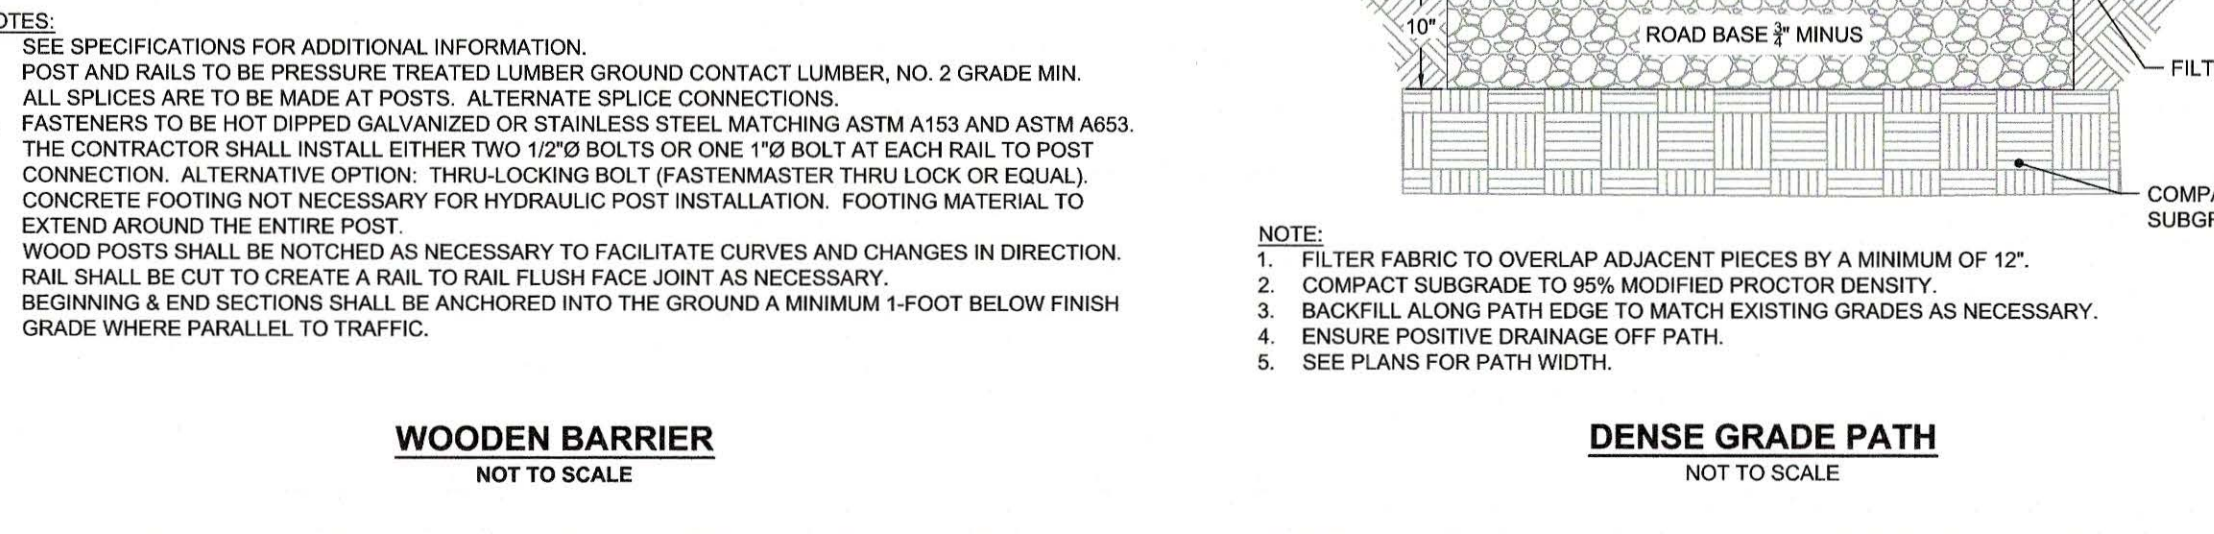 NOTES:
SEE SPECIFICATIONS FOR ADDITIONAL INFORMATION.
POST AND RAILS TO BE PRESSURE TREATED LUMBER GROUND CONTACT LUMBER, NO. 2 GRADE MIN.
ALL SPLICES ARE TO BE MADE AT POSTS. ALTERNATE SPLICE CONNECTIONS.
FASTENERS TO BE HOT DIPPED GALVANIZED OR STAINLESS STEEL MATCHING ASTM A153 AND ASTM A653.
THE CONTRACTOR SHALL INSTALL EITHER TWO 1/2"Ø BOLTS OR ONE 1"Ø BOLT AT EACH RAIL TO POST
CONNECTION. ALTERNATIVE OPTION: THRU-LOCKING BOLT (FASTENMASTER THRU LOCK OR EQUAL).
CONCRETE FOOTING NOT NECESSARY FOR HYDRAULIC POST INSTALLATION. FOOTING MATERIAL TO
EXTEND AROUND THE ENTIRE POST.
WOOD POSTS SHALL BE NOTCHED AS NECESSARY TO FACILITATE CURVES AND CHANGES IN DIRECTION.
RAIL SHALL BE CUT TO CREATE A RAIL TO RAIL FLUSH FACE JOINT AS NECESSARY.
BEGINNING & END SECTIONS SHALL BE ANCHORED INTO THE GROUND A MINIMUM 1-FOOT BELOW FINISH
GRADE WHERE PARALLEL TO TRAFFIC.
WOODEN BARRIER
NOT TO SCALE
10"
ROAD BASE 3/4" MINUS
FILT
COMPA
SUBGR
NOTE:
1. FILTER FABRIC TO OVERLAP ADJACENT PIECES BY A MINIMUM OF 12".
2. COMPACT SUBGRADE TO 95% MODIFIED PROCTOR DENSITY.
3. BACKFILL ALONG PATH EDGE TO MATCH EXISTING GRADES AS NECESSARY.
4. ENSURE POSITIVE DRAINAGE OFF PATH.
5. SEE PLANS FOR PATH WIDTH.
DENSE GRADE PATH
NOT TO SCALE